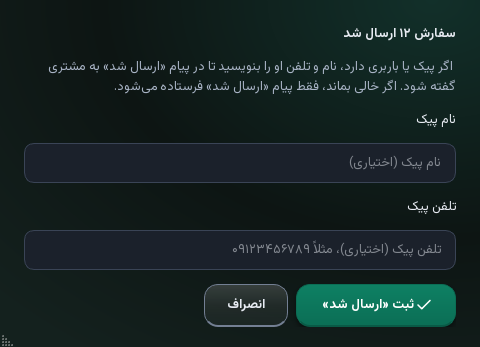 سفارش ۱۲ ارسال شد
اگر پیک یا باربری دارد، نام و تلفن او را بنویسید تا در پیام «ارسال شد» به مشتری
گفته شود. اگر خالی بماند، فقط پیام «ارسال شد» فرستاده می‌شود.
نام پیک
نام پیک (اختیاری)
تلفن پیک
تلفن پیک (اختیاری)، مثلاً ۰۹۱۲۳۴۵۶۷۸۹
ثبت «ارسال شد»
انصراف